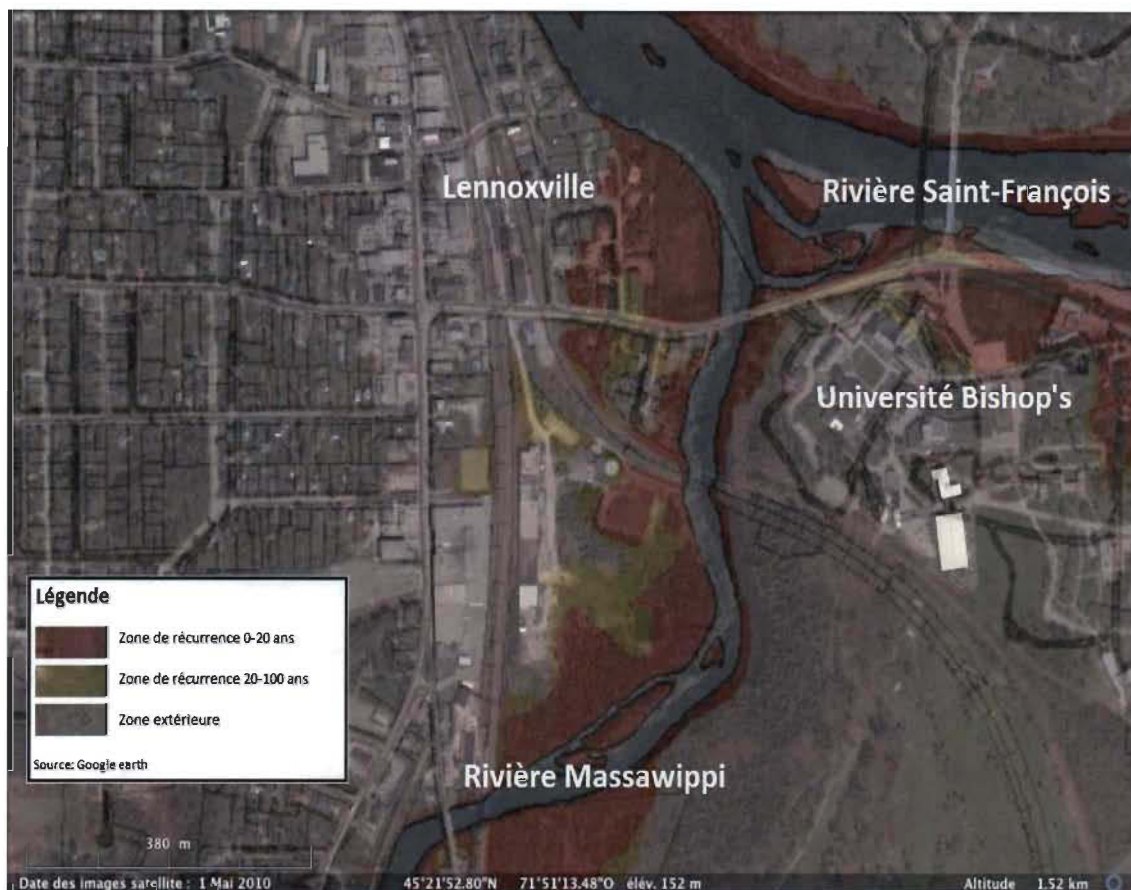 Lennoxville
Rivière Saint-François
Université Bishop's
Légende
Zone de récurrence 0-20 ans
Zone de récurrence 20-100 ans
Zone extérieure
Source: Google earth
Rivière Massawippi
380 m
Date des images satellite : 1 Mai 2010 45°21'52.80"N 71°51'13.48"O élév. 152 m Altitude 1.52 km